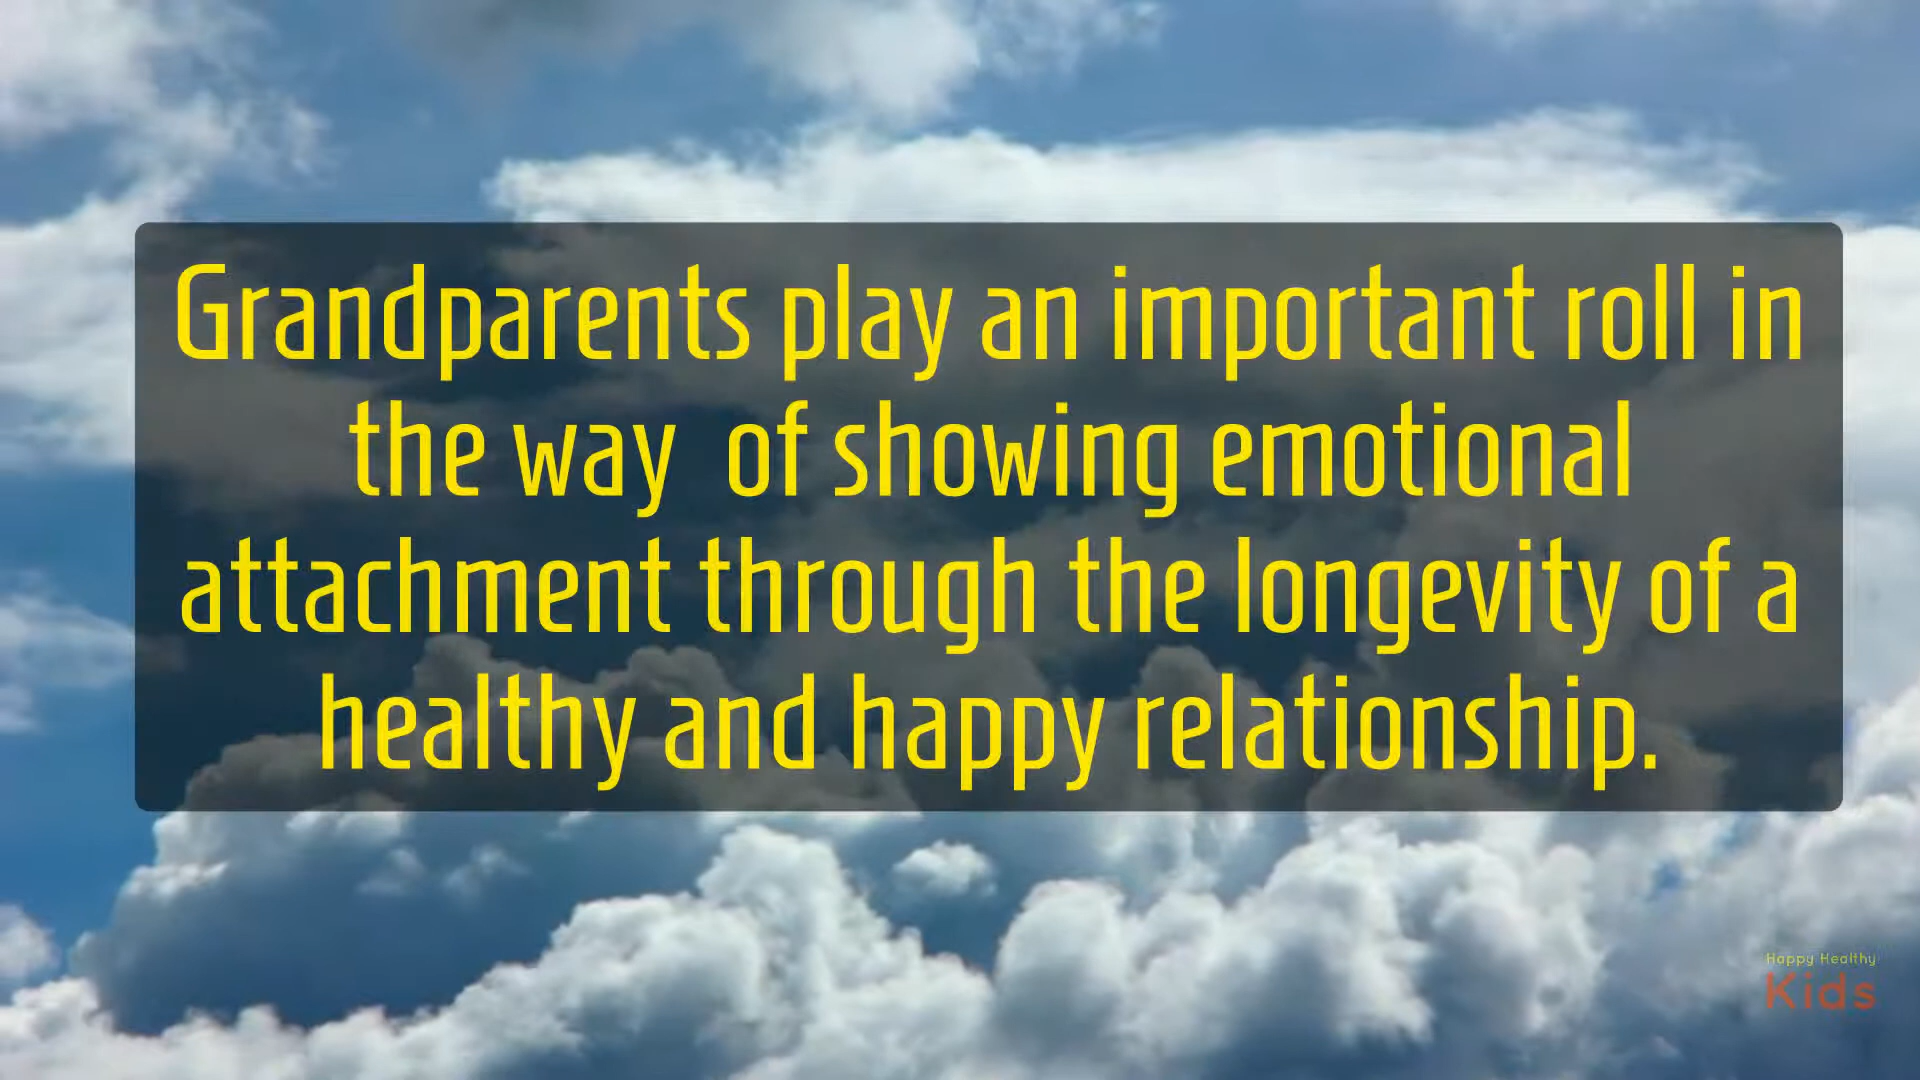 Grandparents play an important roll in
the way  of showing emotional
attachment through the longevity of a
healthy and happy relationship.
Happy Healthy
Kids